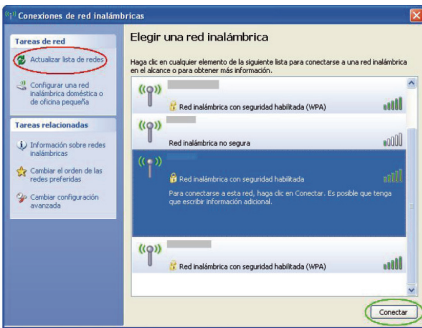 Conexiones de red inalámbricas
Tareas de red
Actualizar lista de redes
Configurar una red
inalámbrica doméstica o
de oficina pequeña
Tareas relacionadas
Información sobre redes
inalámbricas
Cambiar el orden de las
redes preferidas
Cambiar configuración
avanzada
Elegir una red inalámbrica
Haga clic en cualquier elemento de la siguiente lista para conectarse a una red inalámbrica
en el alcance o para obtener más información.
Red inalámbrica con seguridad habilitada (WPA)
Red inalámbrica no segura
Red inalámbrica con seguridad habilitada
Para conectarse a esta red, haga clic en Conectar. Es posible que tenga
que escribir información adicional.
Red inalámbrica con seguridad habilitada (WPA)
Conectar